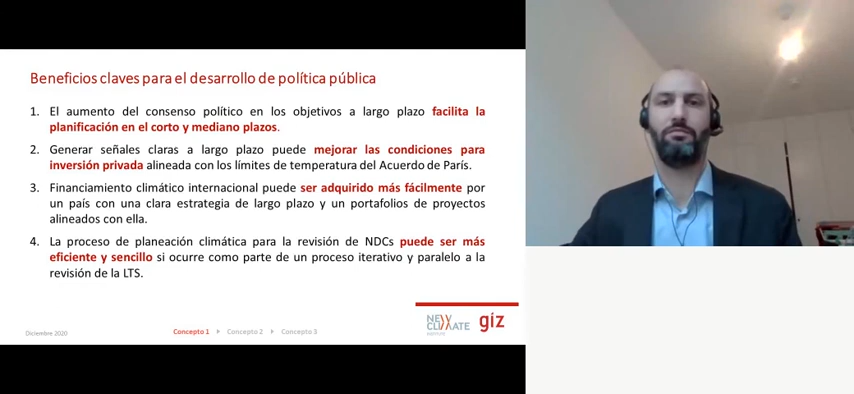 Beneficios claves para el desarrollo de política pública
1. El aumento del consenso político en los objetivos a largo plazo facilita la
planificación en el corto y mediano plazos.
2. Generar señales claras a largo plazo puede mejorar las condiciones para
inversión privada alineada con los límites de temperatura del Acuerdo de París.
3. Financiamiento climático internacional puede ser adquirido más fácilmente por
un país con una clara estrategia de largo plazo y un portafolios de proyectos
alineados con ella.
4. La proceso de planeación climática para la revisión de NDCs puede ser más
eficiente y sencillo si ocurre como parte de un proceso iterativo y paralelo a la
revisión de la LTS.
NEW
CLIMATE
INSTITUTE
giz
Diciembre 2020
Concepto 1 Concepto 2 Concepto 3